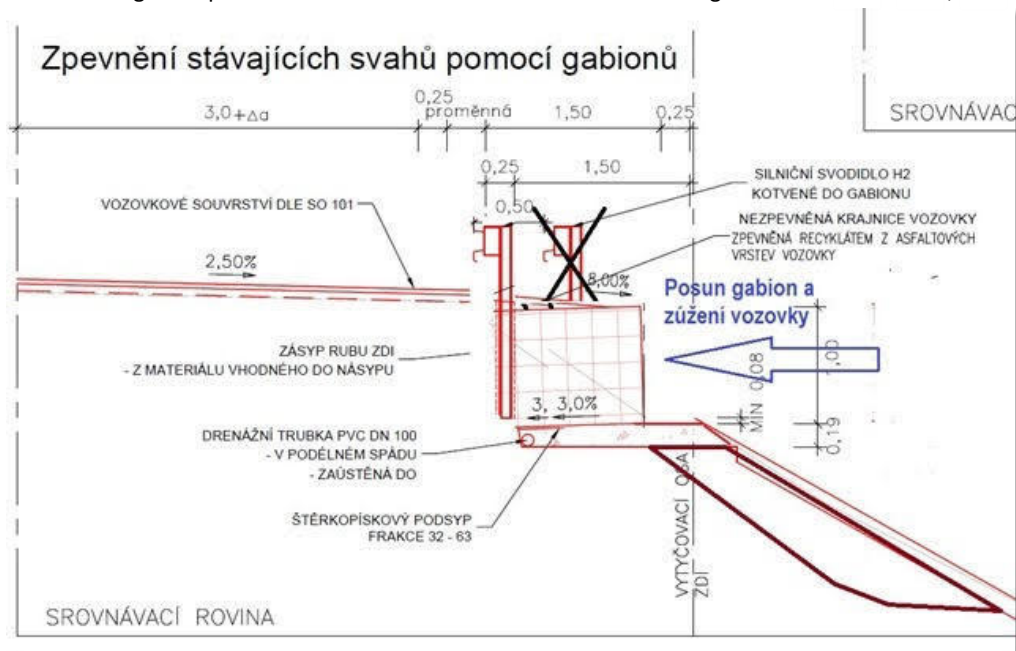 Zpevnění stávajících svahů pomocí gabionů
SROVNÁVAC
3,0+Δa
0,25
proměnná
1,50
0,25
0,25
1,50
SILNIČNÍ SVODIDLO H2
KOTVENÉ DO GABIONU
VOZOVKOVÉ SOUVRSTVÍ DLE SO 101
0,50
NEZPEVNĚNÁ KRAJNICE VOZOVKY
ZPEVNĚNÁ RECYKLÁTEM Z ASFALTOVÝCH
VRSTEV VOZOVKY
2,50%
8,00%
Posun gabion a
zúžení vozovky
ZÁSYP RUBU ZDI
- Z MATERIÁLU VHODNÉHO DO NÁSYPU
MIN 0,08
1,00
3, 3,0%
0,19
DRENÁŽNÍ TRUBKA PVC DN 100
- V PODÉLNÉM SPÁDU
- ZAÚSTĚNÁ DO
ŠTĚRKOPÍSKOVÝ PODSYP
FRAKCE 32 - 63
VYTYČOVACÍ OSA
ZDI
SROVNÁVACÍ ROVINA